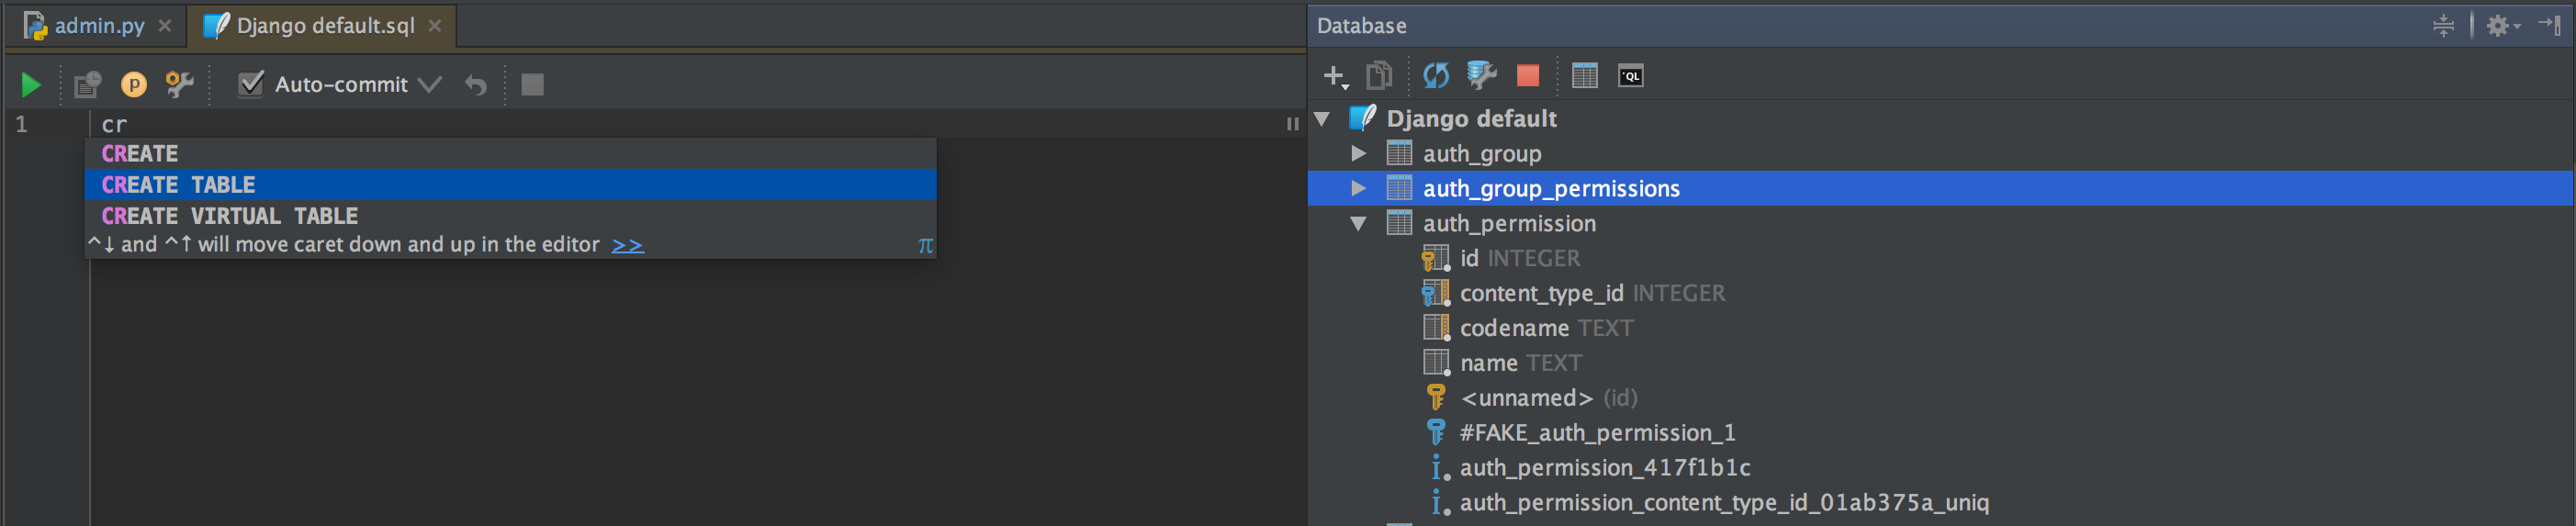 admin.py
Django default.sql
Database
P
Auto-commit
QL
1
cr
CREATE
CREATE TABLE
CREATE VIRTUAL TABLE
^↓ and ^↑ will move caret down and up in the editor >>
π
Django default
auth_group
auth_group_permissions
auth_permission
id INTEGER
content_type_id INTEGER
codename TEXT
name TEXT
<unnamed> (id)
#FAKE_auth_permission_1
auth_permission_417f1b1c
auth_permission_content_type_id_01ab375a_uniq